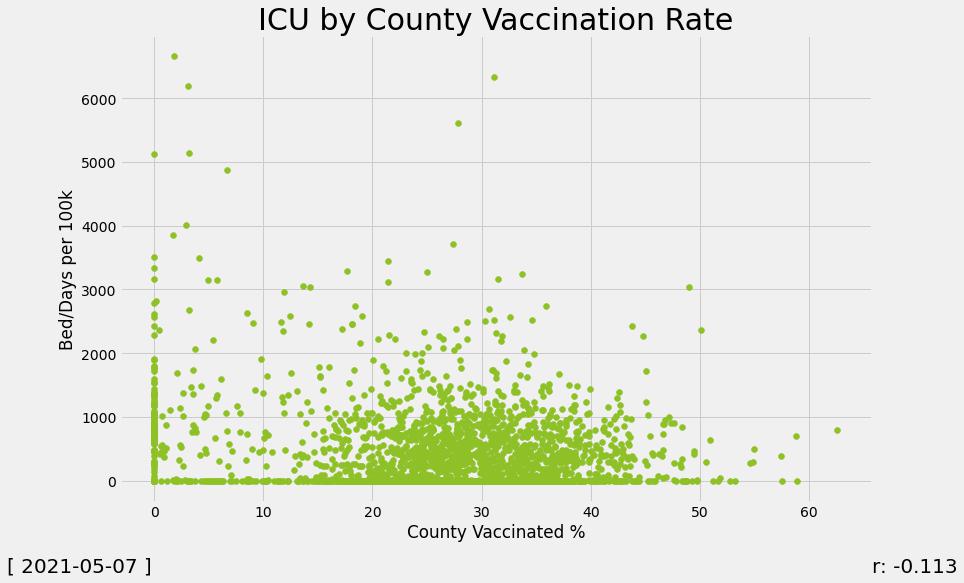 ICU by County Vaccination Rate
Bed/Days per 100k
6000
5000
4000
3000
2000
1000
0
0 10 20 30 40 50 60
County Vaccinated %
[ 2021-05-07 ]
r: -0.113